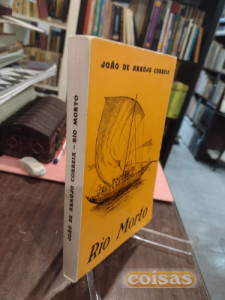 JOÃO DE ARAÚJO CORREIA
Rio Morto
JOÃO DE ARAÚJO CORREIA - RIO MORTO
coisas